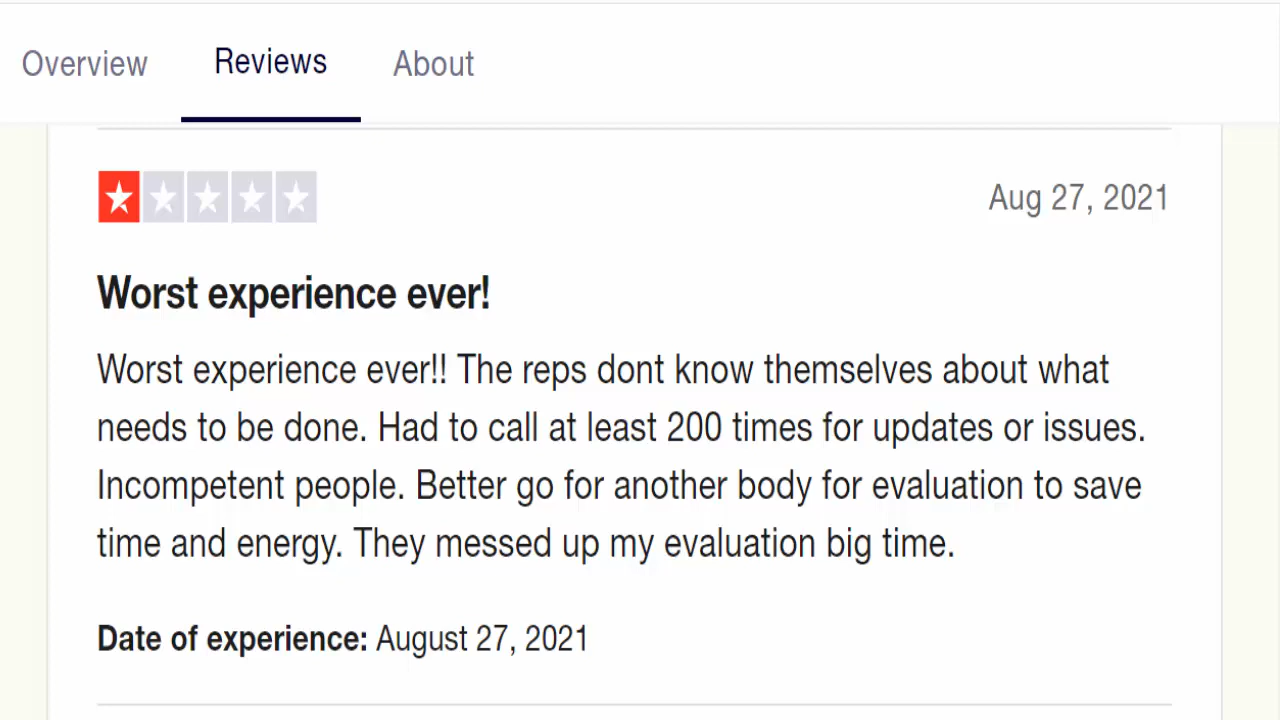 Overview Reviews About
Aug 27, 2021
Worst experience ever!
Worst experience ever!! The reps dont know themselves about what
needs to be done. Had to call at least 200 times for updates or issues.
Incompetent people. Better go for another body for evaluation to save
time and energy. They messed up my evaluation big time.
Date of experience: August 27, 2021